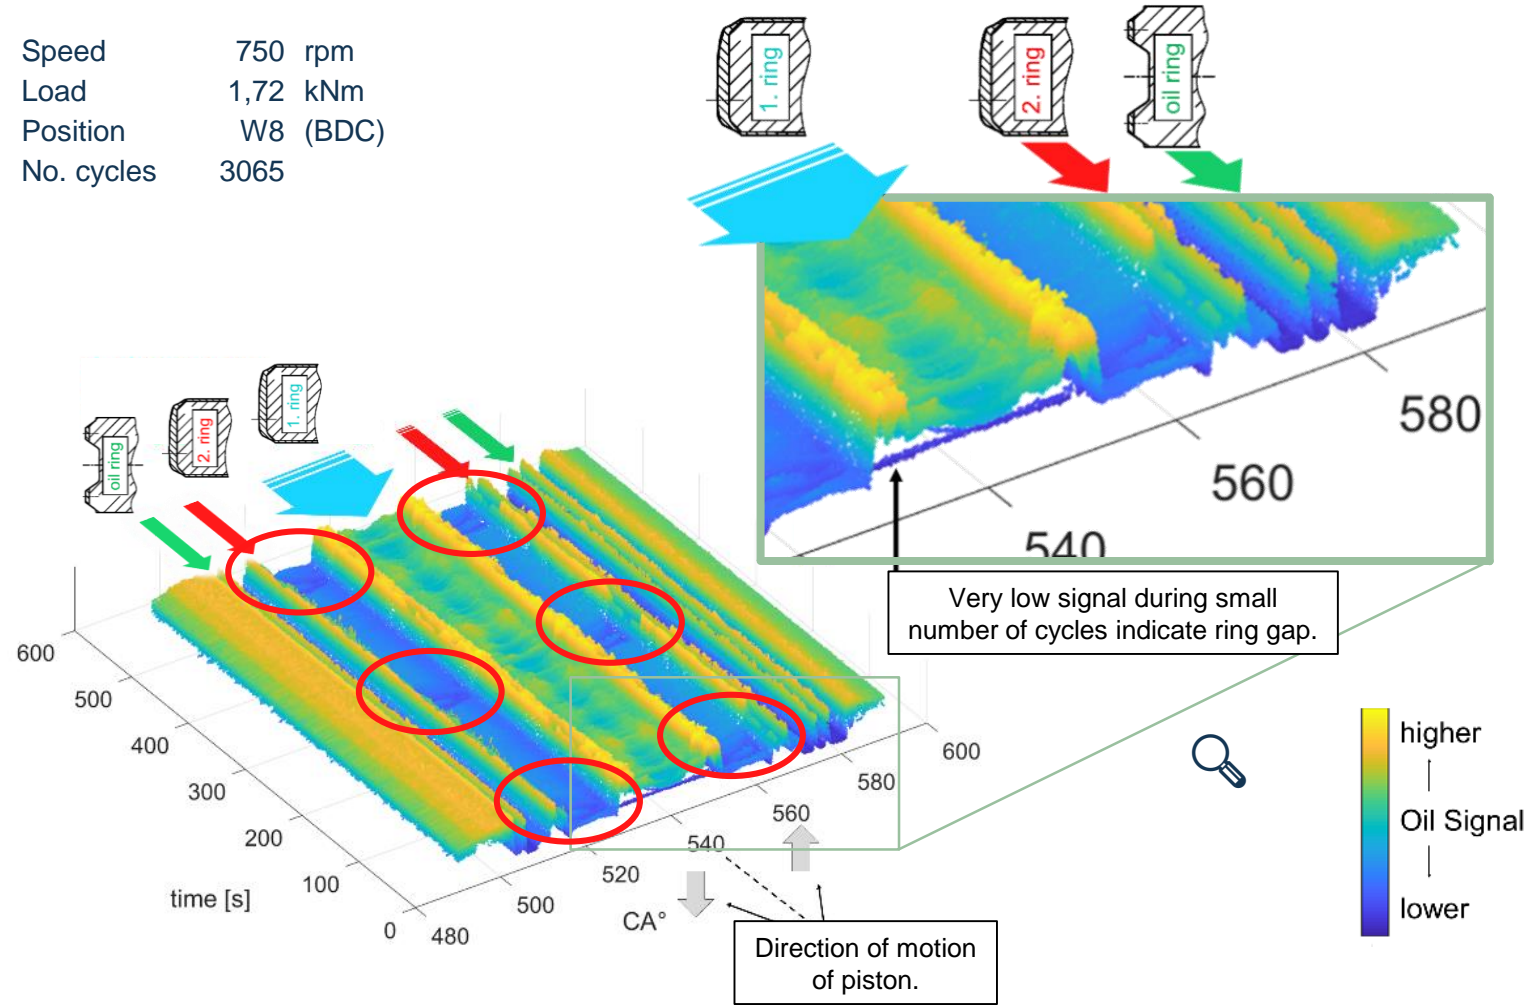 Speed 750 rpm
Load 1,72 kNm
Position W8 (BDC)
No. cycles 3065
1. ring
2. ring
oil ring
580
560
540
Very low signal during small
number of cycles indicate ring gap.
oil ring
2. ring
1. ring
600
500
400
300
200
100
0
time [s]
480
500
520
540
560
580
600
CA°
Direction of motion
of piston.
higher
Oil Signal
lower